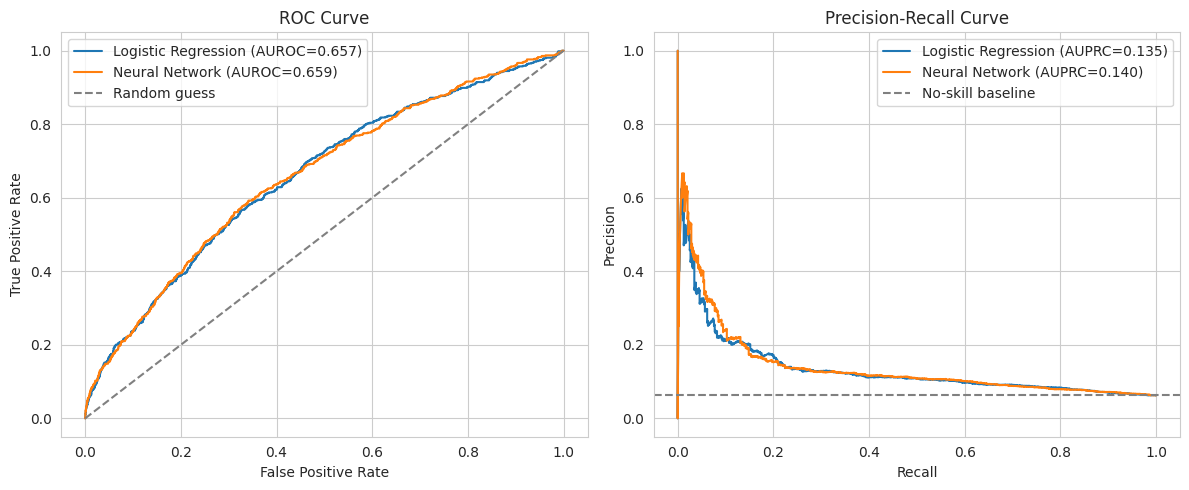 ROC Curve
Logistic Regression (AUROC=0.657)
Neural Network (AUROC=0.659)
Random guess
True Positive Rate
1.0
0.8
0.6
0.4
0.2
0.0
0.0 0.2 0.4 0.6 0.8 1.0
False Positive Rate
Precision-Recall Curve
Logistic Regression (AUPRC=0.135)
Neural Network (AUPRC=0.140)
No-skill baseline
Precision
1.0
0.8
0.6
0.4
0.2
0.0
0.0 0.2 0.4 0.6 0.8 1.0
Recall